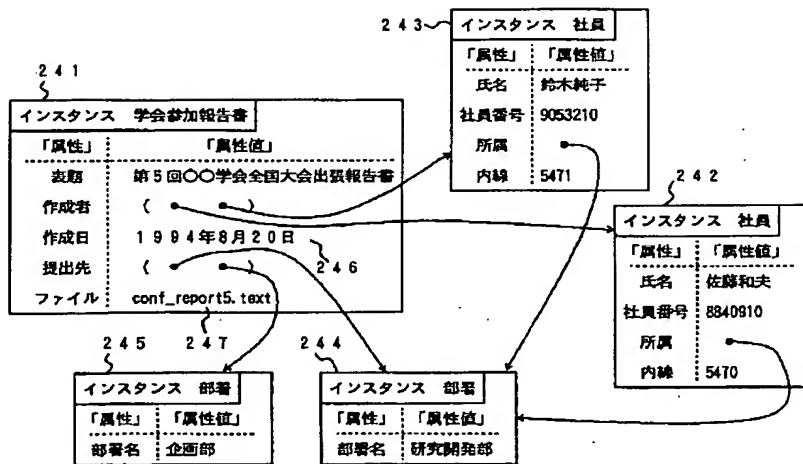 243
インスタンス 社員
「属性」 「属性値」
氏名 鈴木純子
社員番号 9053210
所属
内線 5471
241
インスタンス 学会参加報告書
「属性」 「属性値」
表題 第5回〇〇学会全国大会出張報告書
作成者 ( )
作成日 1994年8月20日
提出先 ( )
ファイル conf_report5.text
246
247
242
インスタンス 社員
「属性」 「属性値」
氏名 佐藤和夫
社員番号 8840910
所属
内線 5470
245
インスタンス 部署
「属性」 「属性値」
部署名 企画部
244
インスタンス 部署
「属性」 「属性値」
部署名 研究開発部